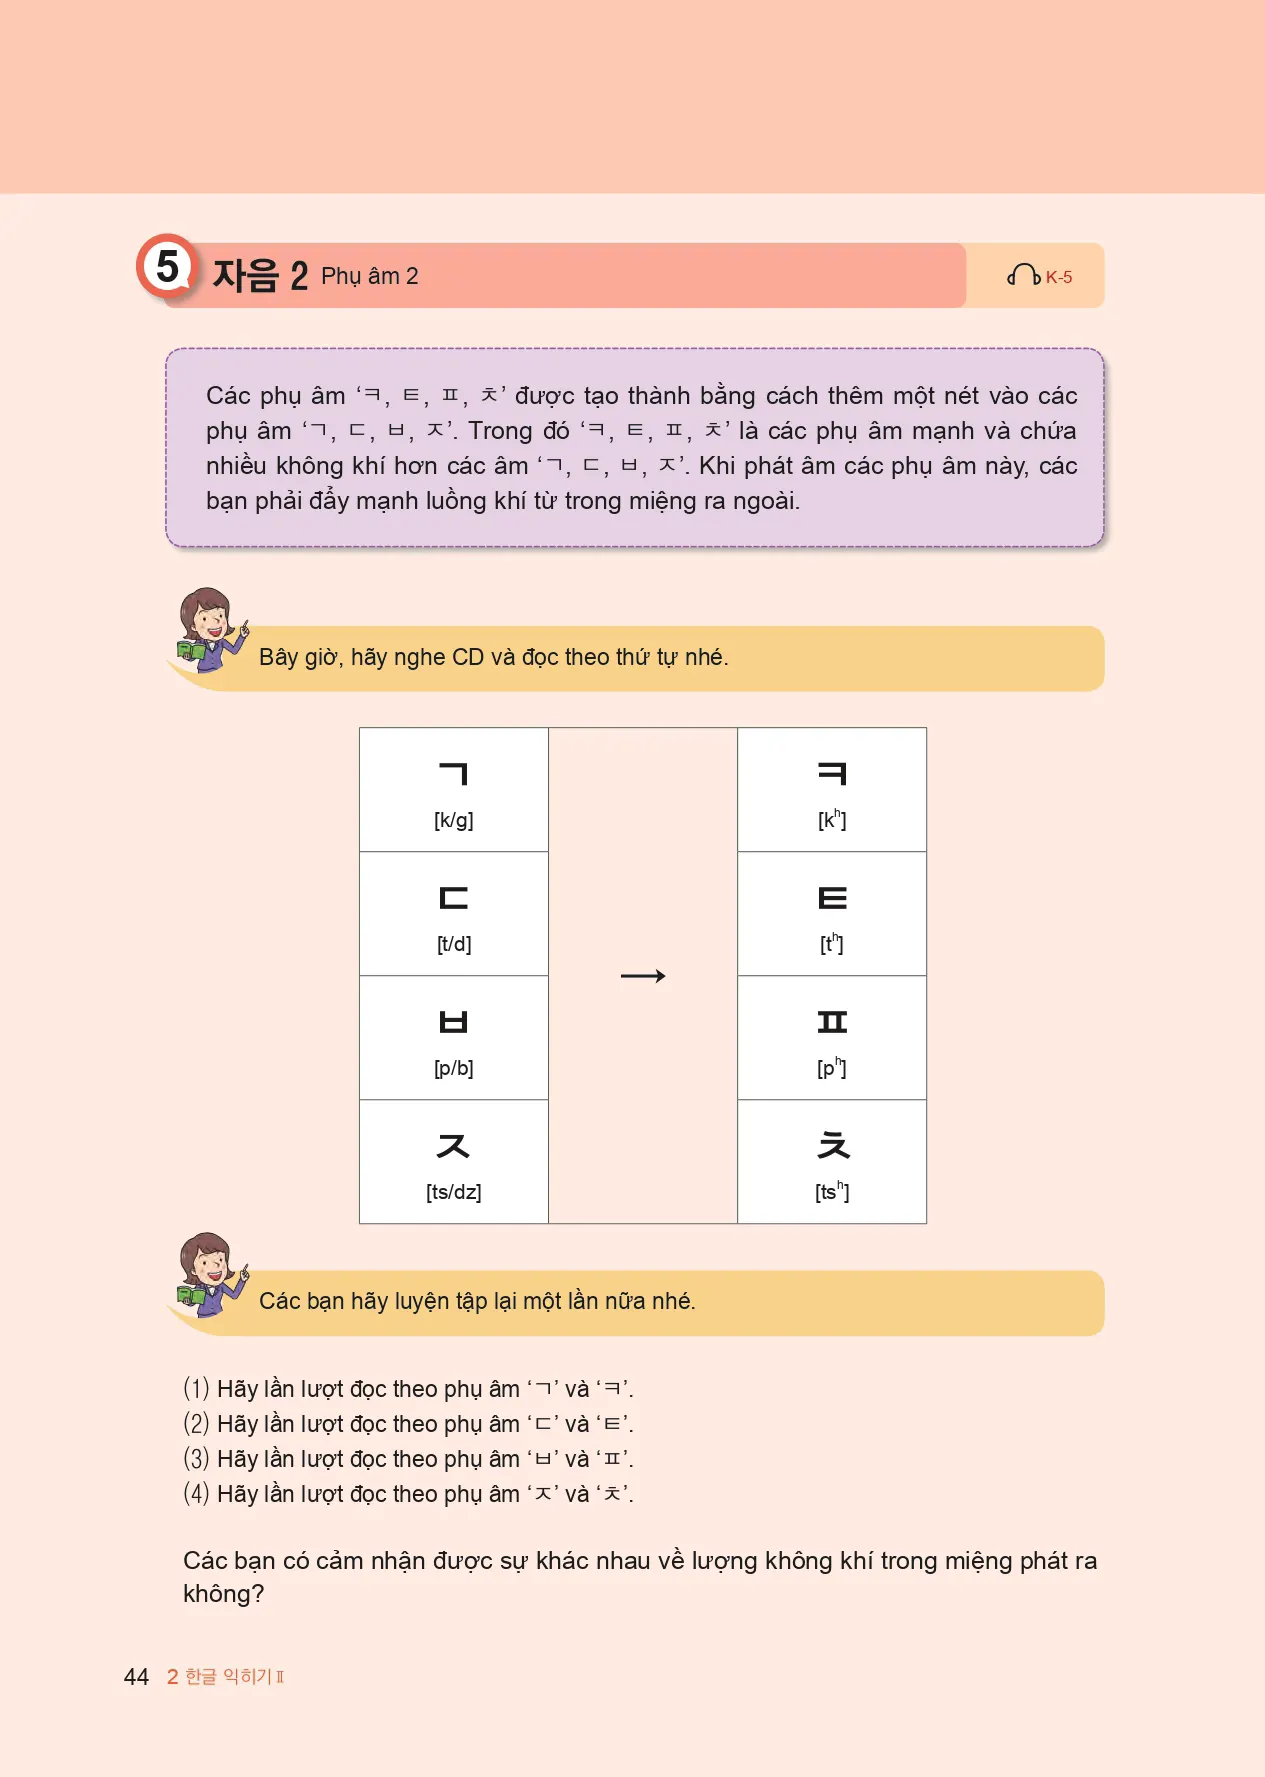 5 자음 2 Phụ âm 2 K-5
Các phụ âm ‘ㅋ, ㅌ, ㅍ, ㅊ’ được tạo thành bằng cách thêm một nét vào các
phụ âm ‘ㄱ, ㄷ, ㅂ, ㅈ’. Trong đó ‘ㅋ, ㅌ, ㅍ, ㅊ’ là các phụ âm mạnh và chứa
nhiều không khí hơn các âm ‘ㄱ, ㄷ, ㅂ, ㅈ’. Khi phát âm các phụ âm này, các
bạn phải đẩy mạnh luồng khí từ trong miệng ra ngoài.
Bây giờ, hãy nghe CD và đọc theo thứ tự nhé.
ㄱ → ㅋ
[k/g] [kʰ]
ㄷ ㅌ
[t/d] [tʰ]
ㅂ ㅍ
[p/b] [pʰ]
ㅈ ㅊ
[ts/dz] [tsʰ]
Các bạn hãy luyện tập lại một lần nữa nhé.
(1) Hãy lần lượt đọc theo phụ âm ‘ㄱ’ và ‘ㅋ’.
(2) Hãy lần lượt đọc theo phụ âm ‘ㄷ’ và ‘ㅌ’.
(3) Hãy lần lượt đọc theo phụ âm ‘ㅂ’ và ‘ㅍ’.
(4) Hãy lần lượt đọc theo phụ âm ‘ㅈ’ và ‘ㅊ’.
Các bạn có cảm nhận được sự khác nhau về lượng không khí trong miệng phát ra
không?
44 2 한글 익히기 Ⅱ